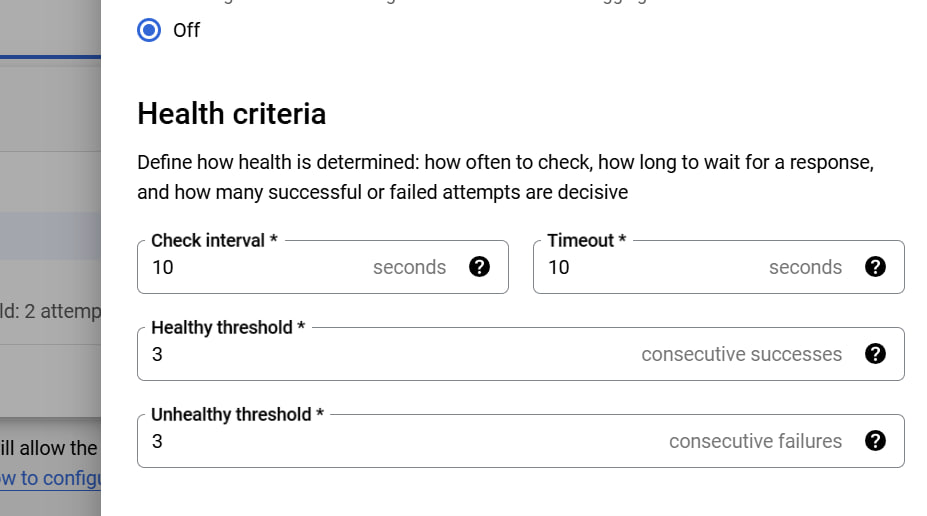 Off
Health criteria
Define how health is determined: how often to check, how long to wait for a response,
and how many successful or failed attempts are decisive
Check interval * Timeout *
10 seconds 10 seconds
Healthy threshold *
3 consecutive successes
ld: 2 attemp
Unhealthy threshold *
3 consecutive failures
ill allow the
w to config